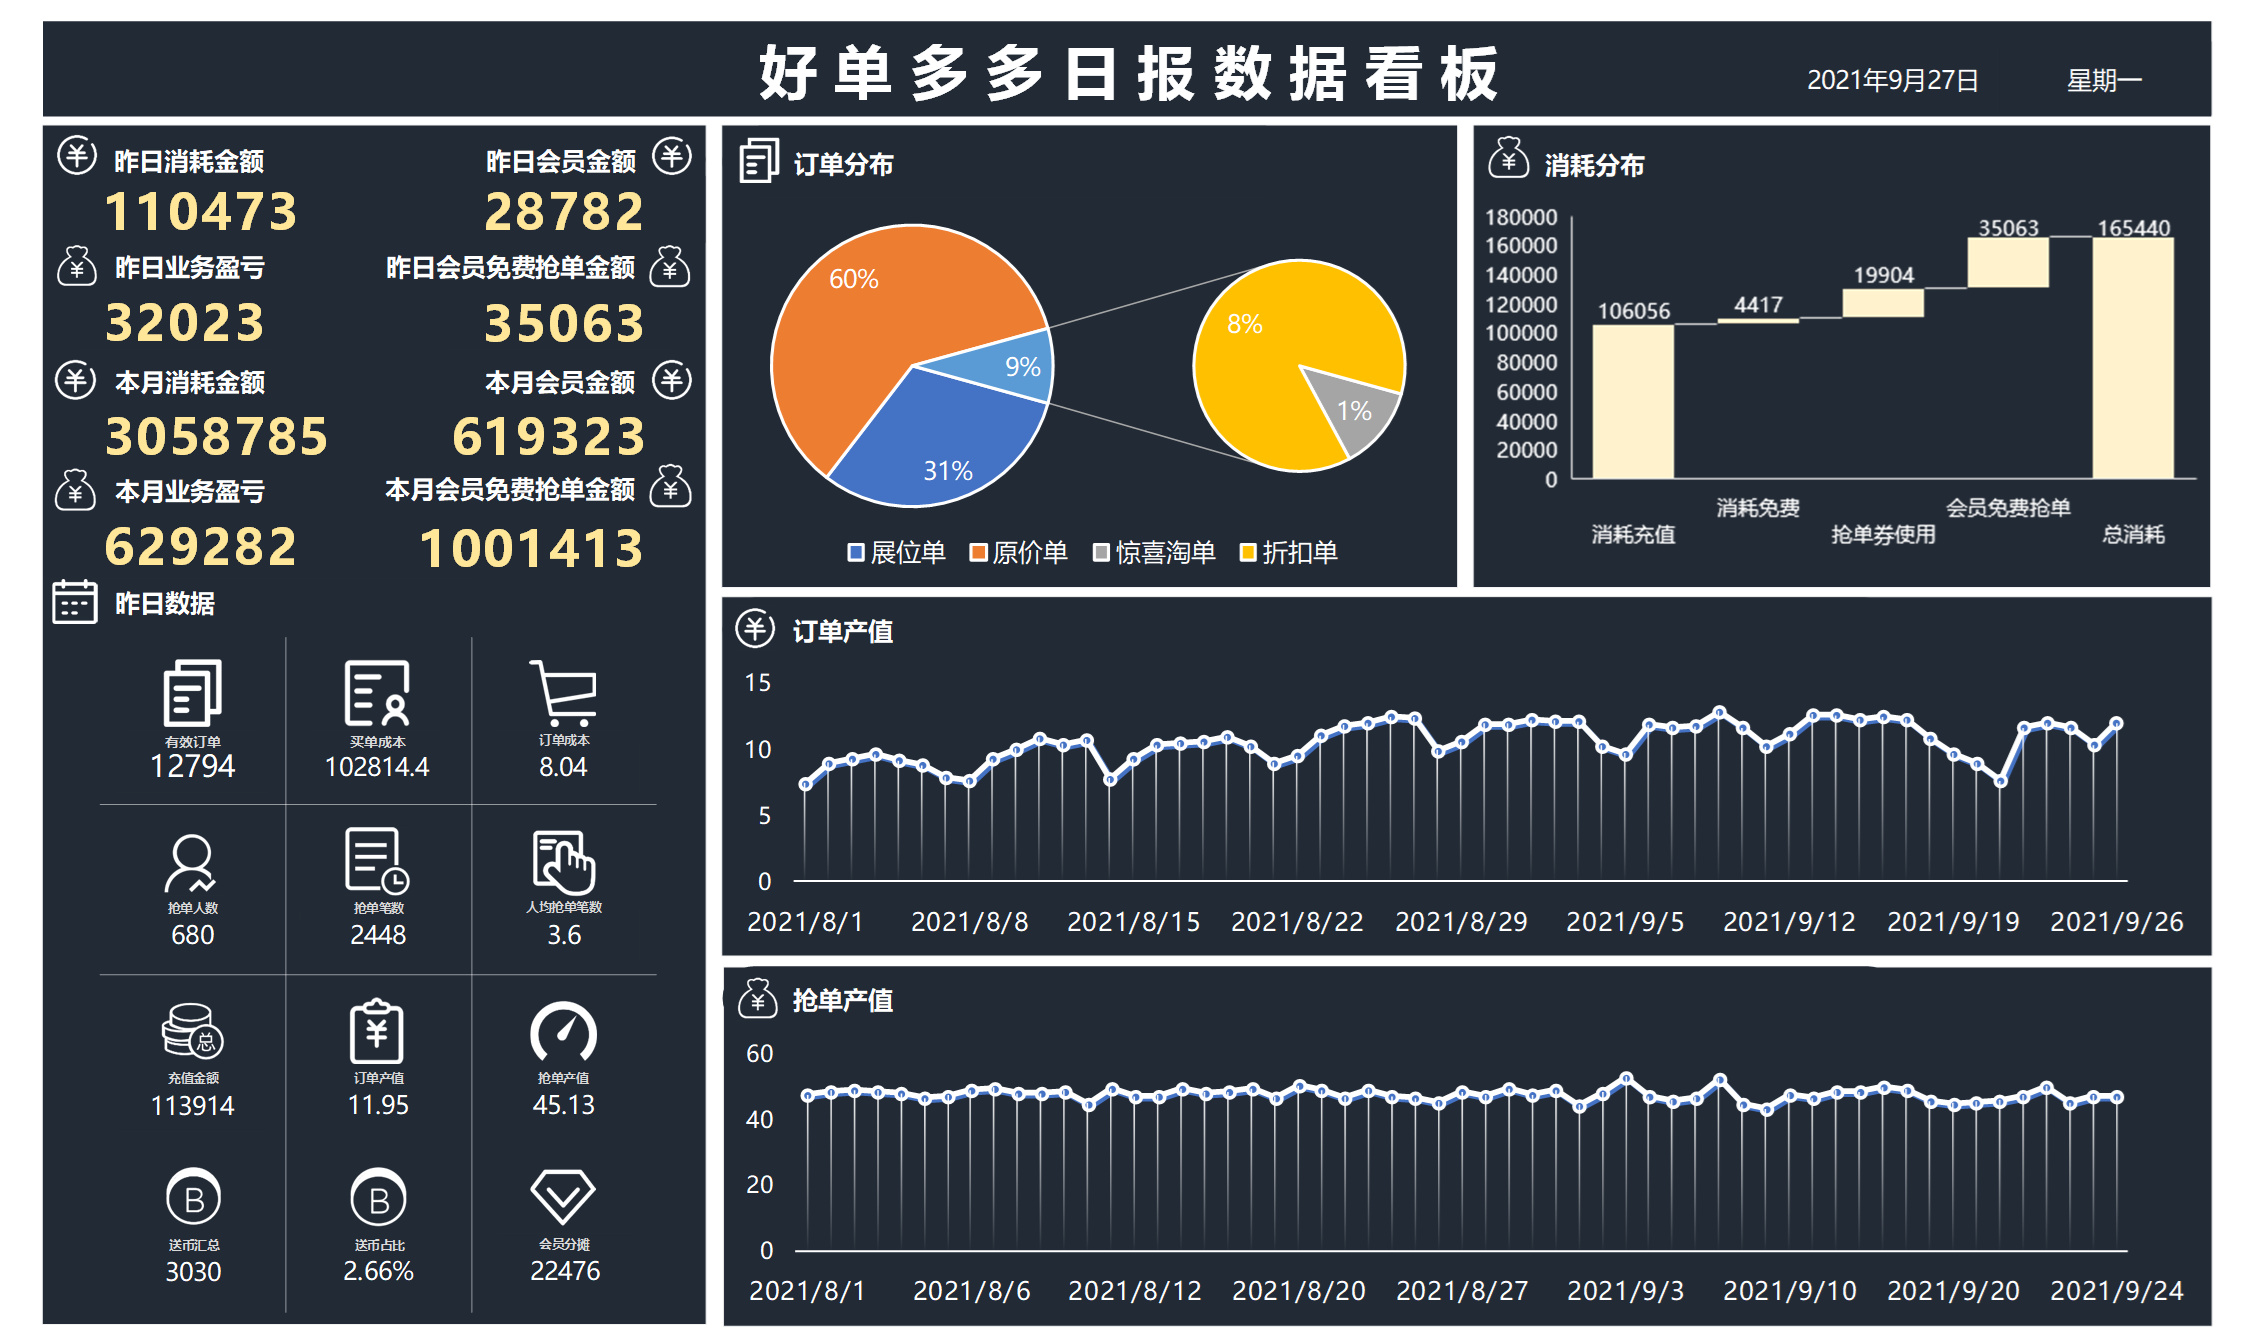 好单多多日报数据看板
2021年9月27日 星期一
昨日消耗金额 昨日会员金额
110473 28782
昨日业务盈亏 昨日会员免费抢单金额
32023 35063
本月消耗金额 本月会员金额
3058785 619323
本月业务盈亏 本月会员免费抢单金额
629282 1001413
昨日数据
有效订单 买单成本 订单成本
12794 102814.4 8.04
抢单人数 抢单笔数 人均抢单笔数
680 2448 3.6
总
充值金额 订单产值 抢单产值
113914 11.95 45.13
B B
送币汇总 送币占比 会员分摊
3030 2.66% 22476
订单分布
60%
9%
31%
8%
1%
展位单 原价单 惊喜淘单 折扣单
消耗分布
180000
160000
140000
120000
100000
80000
60000
40000
20000
0
106056 4417 19904 35063 165440
消耗免费 会员免费抢单
消耗充值 抢单券使用 总消耗
订单产值
15
10
5
0
2021/8/1 2021/8/8 2021/8/15 2021/8/22 2021/8/29 2021/9/5 2021/9/12 2021/9/19 2021/9/26
抢单产值
60
40
20
0
2021/8/1 2021/8/6 2021/8/12 2021/8/20 2021/8/27 2021/9/3 2021/9/10 2021/9/20 2021/9/24